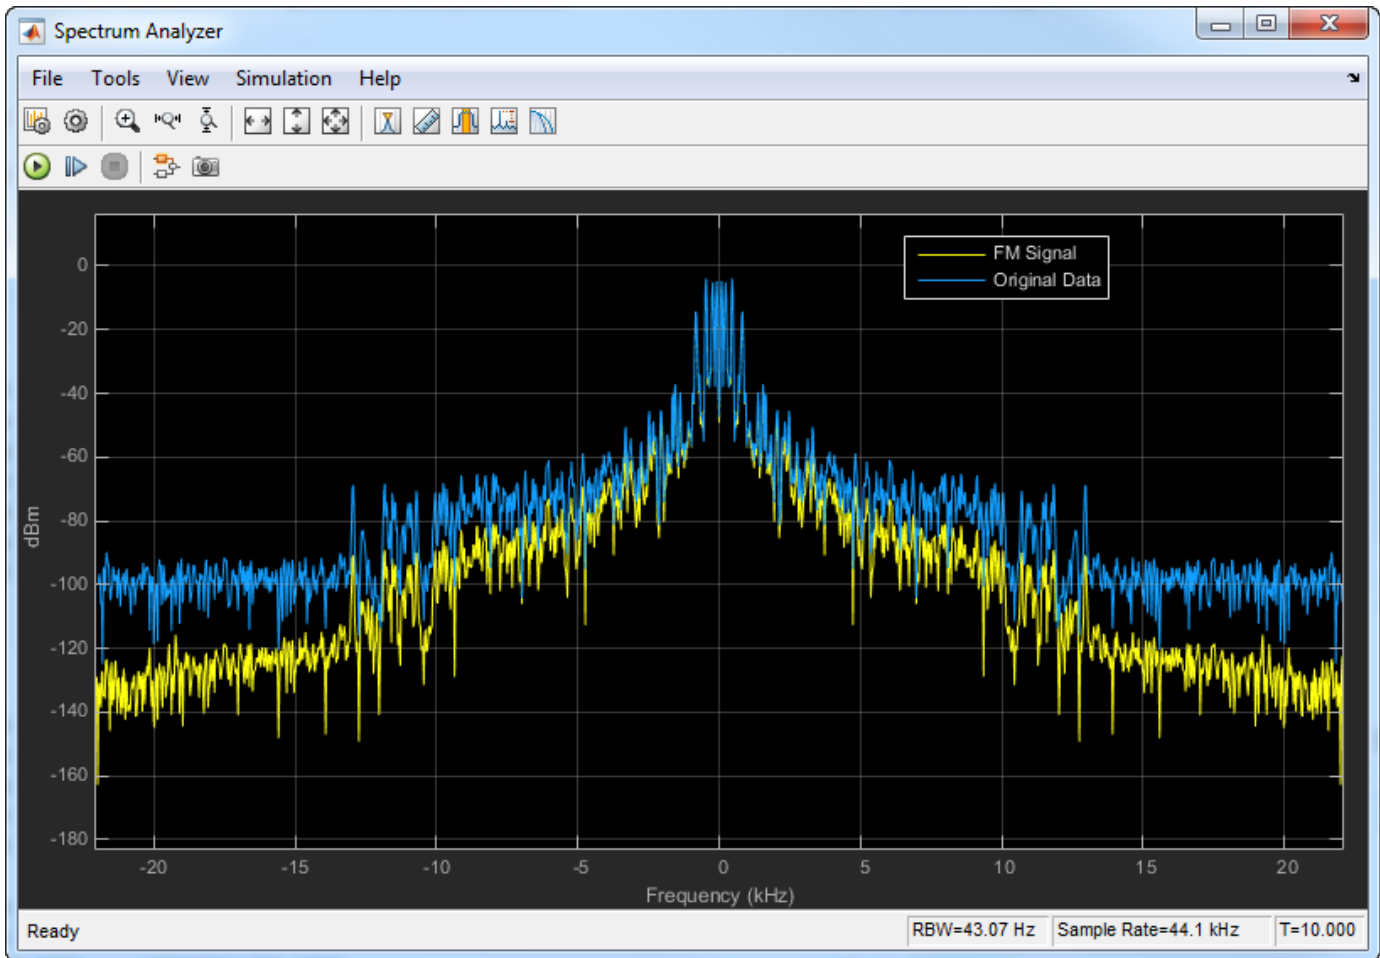 Spectrum Analyzer
File Tools View Simulation Help
FM Signal
Original Data
0
-20
-40
-60
-80
-100
-120
-140
-160
-180
dBm
-20 -15 -10 -5 0 5 10 15 20
Frequency (kHz)
Ready RBW=43.07 Hz Sample Rate=44.1 kHz T=10.000